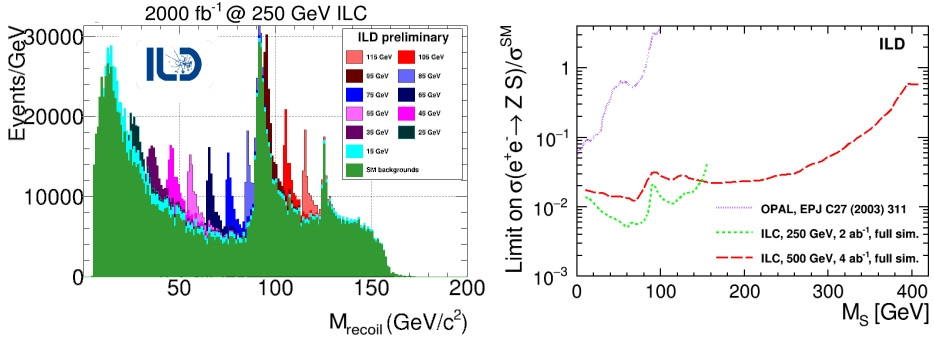 2000 fb⁻¹ @ 250 GeV ILC
Events/GeV
30000
20000
10000
0
50
100
150
200
M_recoil (GeV/c²)
ILD
ILD preliminary
115 GeV 105 GeV
95 GeV 85 GeV
75 GeV 65 GeV
55 GeV 45 GeV
35 GeV 25 GeV
15 GeV
SM backgrounds
Limit on σ(e⁺e⁻→ Z S)/σ^SM
1
10⁻¹
10⁻²
10⁻³
0
100
200
300
400
M_S [GeV]
ILD
OPAL, EPJ C27 (2003) 311
ILC, 250 GeV, 2 ab⁻¹, full sim.
ILC, 500 GeV, 4 ab⁻¹, full sim.